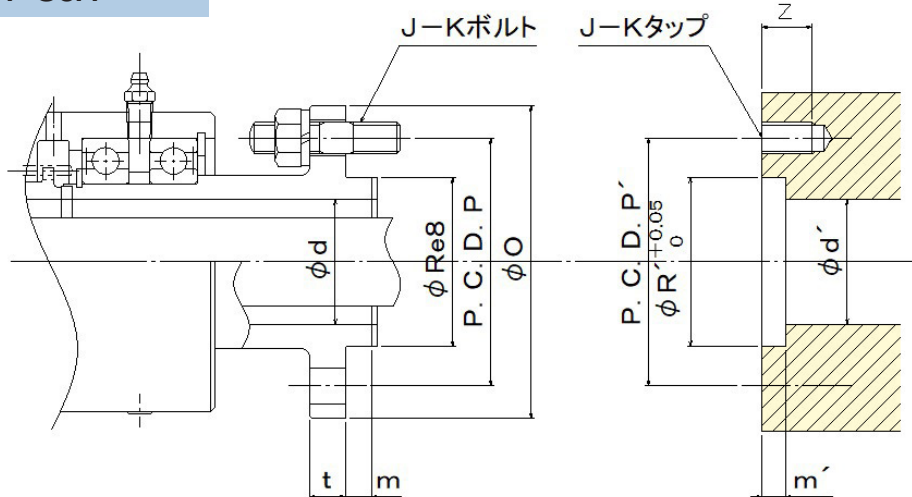 J−Kボルト
J−Kタップ
Z
φd
φRe8
P. C. D. P
φO
P. C. D. P´
φR´ +0.05 0
φd´
t
m
m´